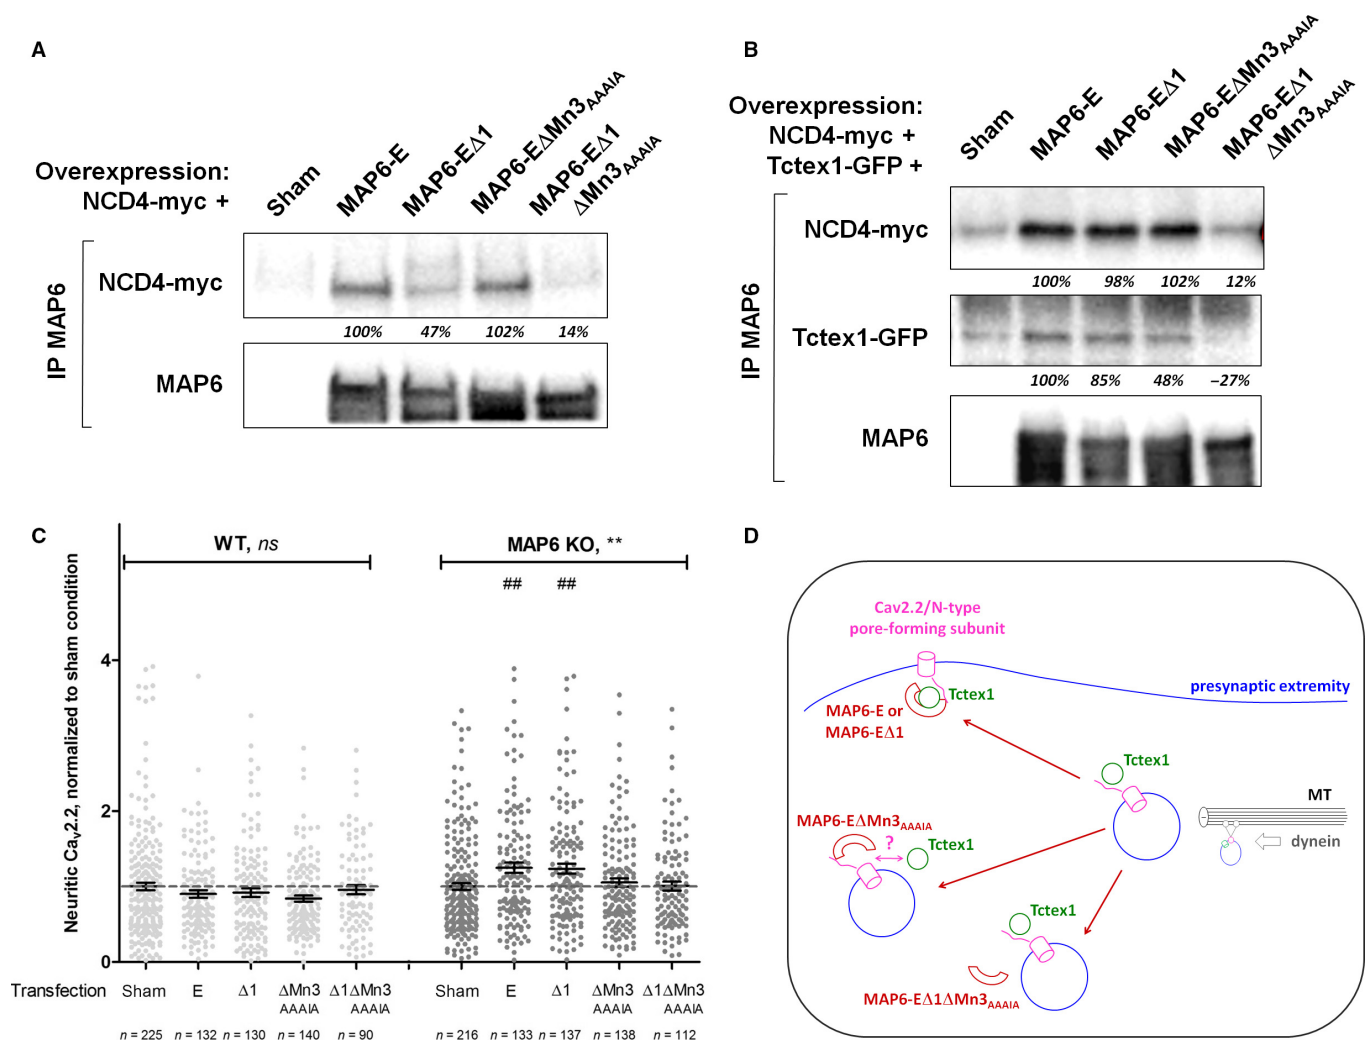 A
Overexpression:
NCD4-myc +
Sham
MAP6-E
MAP6-EΔ1
MAP6-EΔMn3AAAIA
MAP6-EΔ1
ΔMn3AAAIA
IP MAP6
NCD4-myc
100% 47% 102% 14%
MAP6
B
Overexpression:
NCD4-myc +
Tctex1-GFP +
Sham
MAP6-E
MAP6-EΔ1
MAP6-EΔMn3AAAIA
MAP6-EΔ1
ΔMn3AAAIA
IP MAP6
NCD4-myc
100% 98% 102% 12%
Tctex1-GFP
100% 85% 48% –27%
MAP6
C
WT, ns
MAP6 KO, **
## ##
Neuritic Cav2.2, normalized to sham condition
4
2
0
Transfection Sham E Δ1 ΔMn3 AAAIA Δ1ΔMn3 AAAIA Sham E Δ1 ΔMn3 AAAIA Δ1ΔMn3 AAAIA
n = 225 n = 132 n = 130 n = 140 n = 90 n = 216 n = 133 n = 137 n = 138 n = 112
D
Cav2.2/N-type
pore-forming subunit
presynaptic extremity
Tctex1
MAP6-E or
MAP6-EΔ1
Tctex1
MT
–
dynein
MAP6-EΔMn3AAAIA
?
Tctex1
Tctex1
MAP6-EΔ1ΔMn3AAAIA